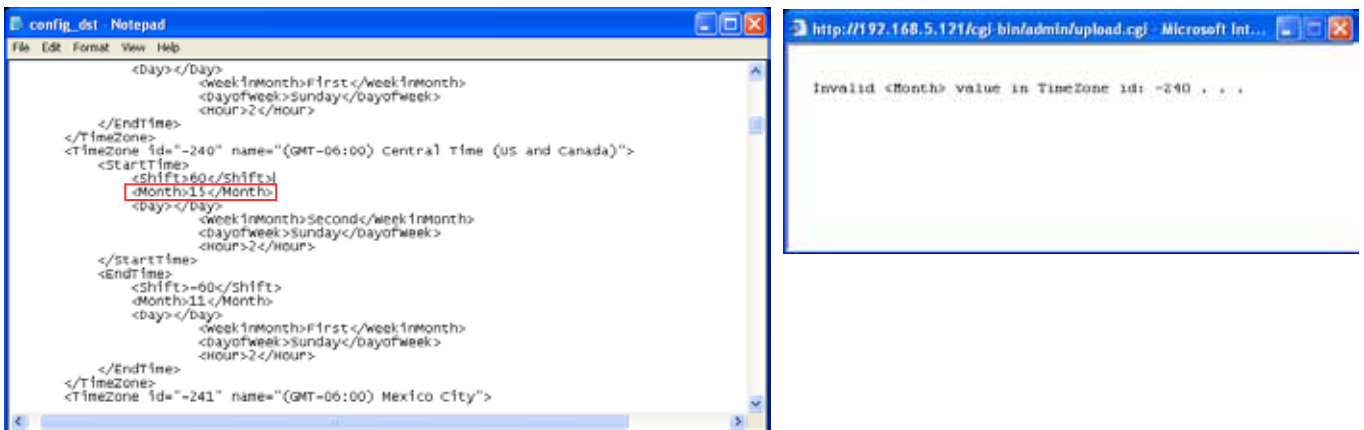 config_dst - Notepad
File Edit Format View Help
<Day></Day>
<WeekInMonth>First</WeekInMonth>
<DayofWeek>Sunday</DayofWeek>
<Hour>2</Hour>
</EndTime>
</TimeZone>
<TimeZone id="-240" name="(GMT-06:00) Central Time (US and Canada)">
<StartTime>
<Shift>60</Shift>
<Month>15</Month>
<Day></Day>
<WeekInMonth>Second</WeekInMonth>
<DayofWeek>Sunday</DayofWeek>
<Hour>2</Hour>
</StartTime>
<EndTime>
<Shift>-60</Shift>
<Month>11</Month>
<Day></Day>
<WeekInMonth>First</WeekInMonth>
<DayofWeek>Sunday</DayofWeek>
<Hour>2</Hour>
</EndTime>
</TimeZone>
<TimeZone id="-241" name="(GMT-06:00) Mexico City">
http://192.168.5.121/cgi-bin/admin/upload.cgi - Microsoft Int...
Invalid <Month> value in TimeZone id: -240 . . .